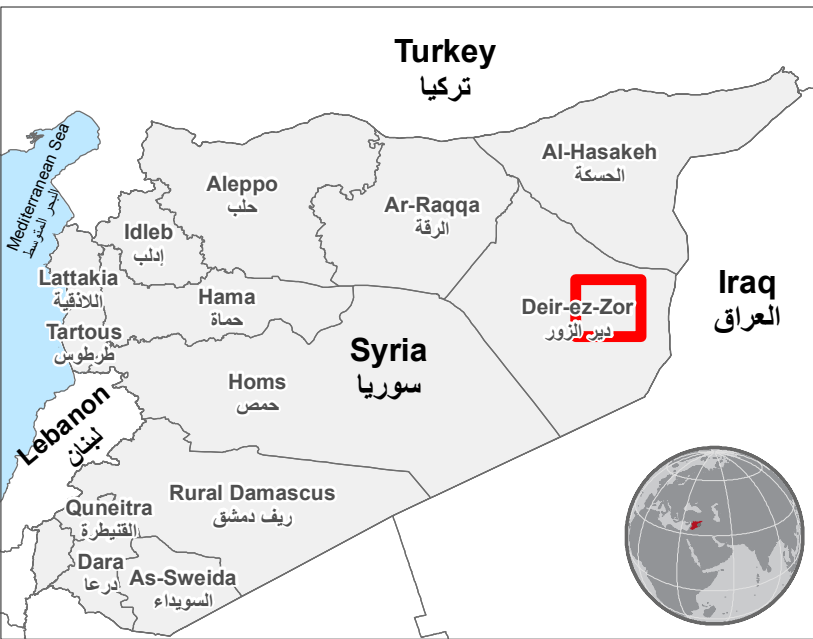 Turkey
تركيا
Mediterranean Sea
البحر المتوسط
Al-Hasakeh
الحسكة
Aleppo
حلب
Ar-Raqqa
الرقة
Idleb
إدلب
Lattakia
اللاذقية
Hama
حماة
Deir-ez-Zor
دير الزور
Iraq
العراق
Tartous
طرطوس
Syria
سوريا
Homs
حمص
Lebanon
لبنان
Rural Damascus
ريف دمشق
Quneitra
القنيطرة
Dara
درعا
As-Sweida
السويداء